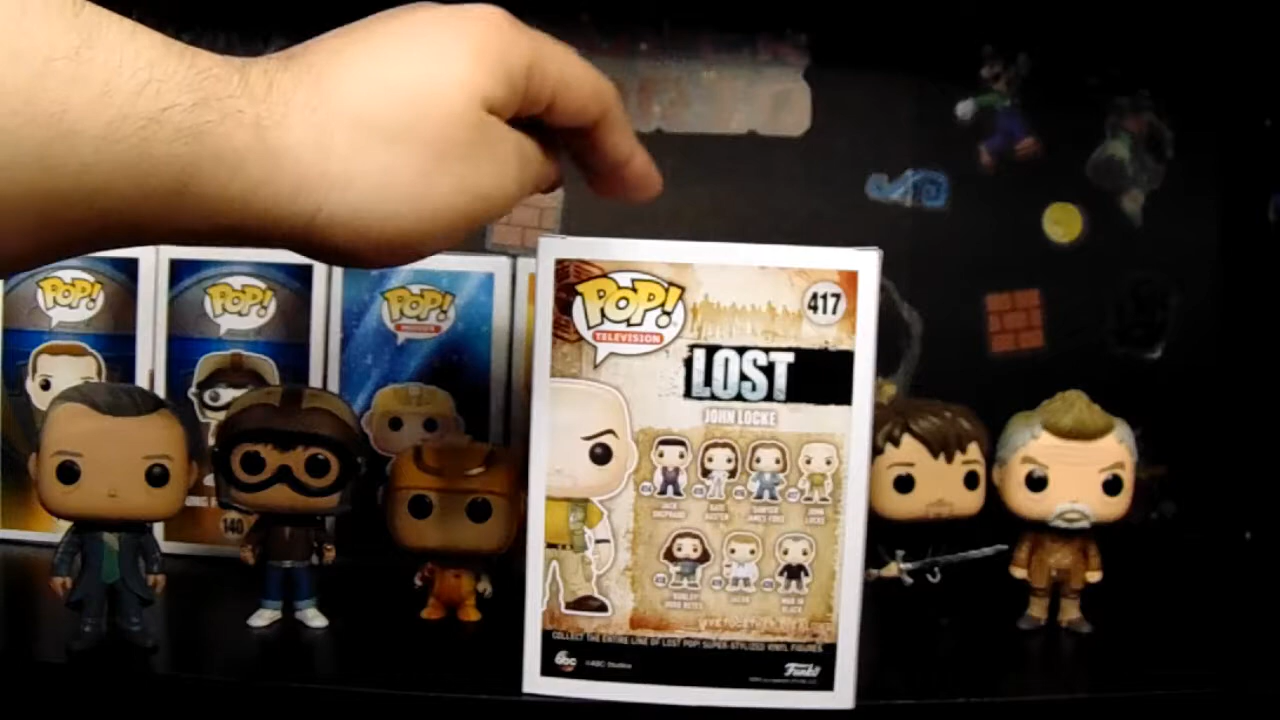 POP!
POP!
POP!
140
POP!
TELEVISION
417
LOST
JOHN LOCKE
JACK
SHEPHARD
KATE
AUSTEN
SAWYER
JAMES FORD
JOHN
LOCKE
HURLEY
HUGO REYES
JACOB
MAN IN
BLACK
COLLECT THE ENTIRE LINE OF LOST POP! SUPER-STYLIZED VINYL FIGURES
abc
©ABC Studios
Funko